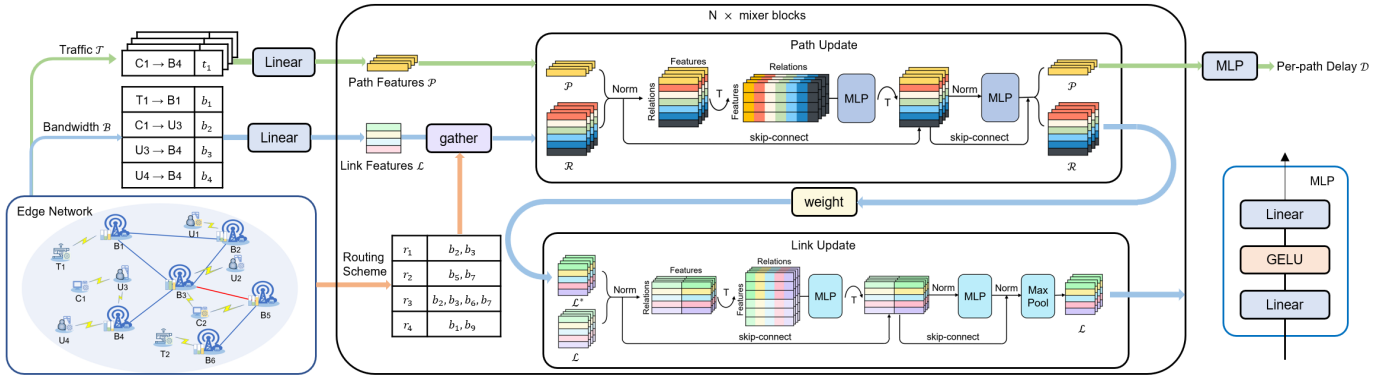 N × mixer blocks
Traffic 𝒯
C1 → B4 t₁
Linear
Path Features 𝒫
T1 → B1 b₁
C1 → U3 b₂
U3 → B4 b₃
U4 → B4 b₄
Bandwidth ℬ
Linear
Link Features ℒ
gather
Path Update
𝒫
ℛ
Norm
Features
Relations
T
Relations
Features
MLP
T
Norm
MLP
skip-connect
skip-connect
𝒫
ℛ
MLP
Per-path Delay 𝒟
weight
Edge Network
B1
U1
B2
T1
U3
U2
C1
B3
B5
C2
U4
B4
T2
B6
Routing
Scheme
r₁ b₂, b₃
r₂ b₅, b₇
r₃ b₂, b₃, b₆, b₇
r₄ b₁, b₉
Link Update
ℒ*
ℒ
Norm
Features
Relations
T
Relations
Features
MLP
T
Norm
MLP
Norm
Max
Pool
skip-connect
skip-connect
ℒ
MLP
Linear
GELU
Linear